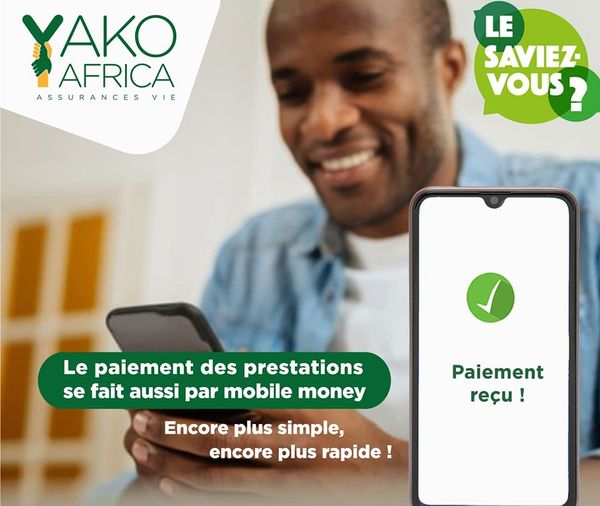 YAKO
AFRICA
ASSURANCES VIE
LE
SAVIEZ-
VOUS ?
Le paiement des prestations
se fait aussi par mobile money
Encore plus simple,
encore plus rapide !
Paiement
reçu !